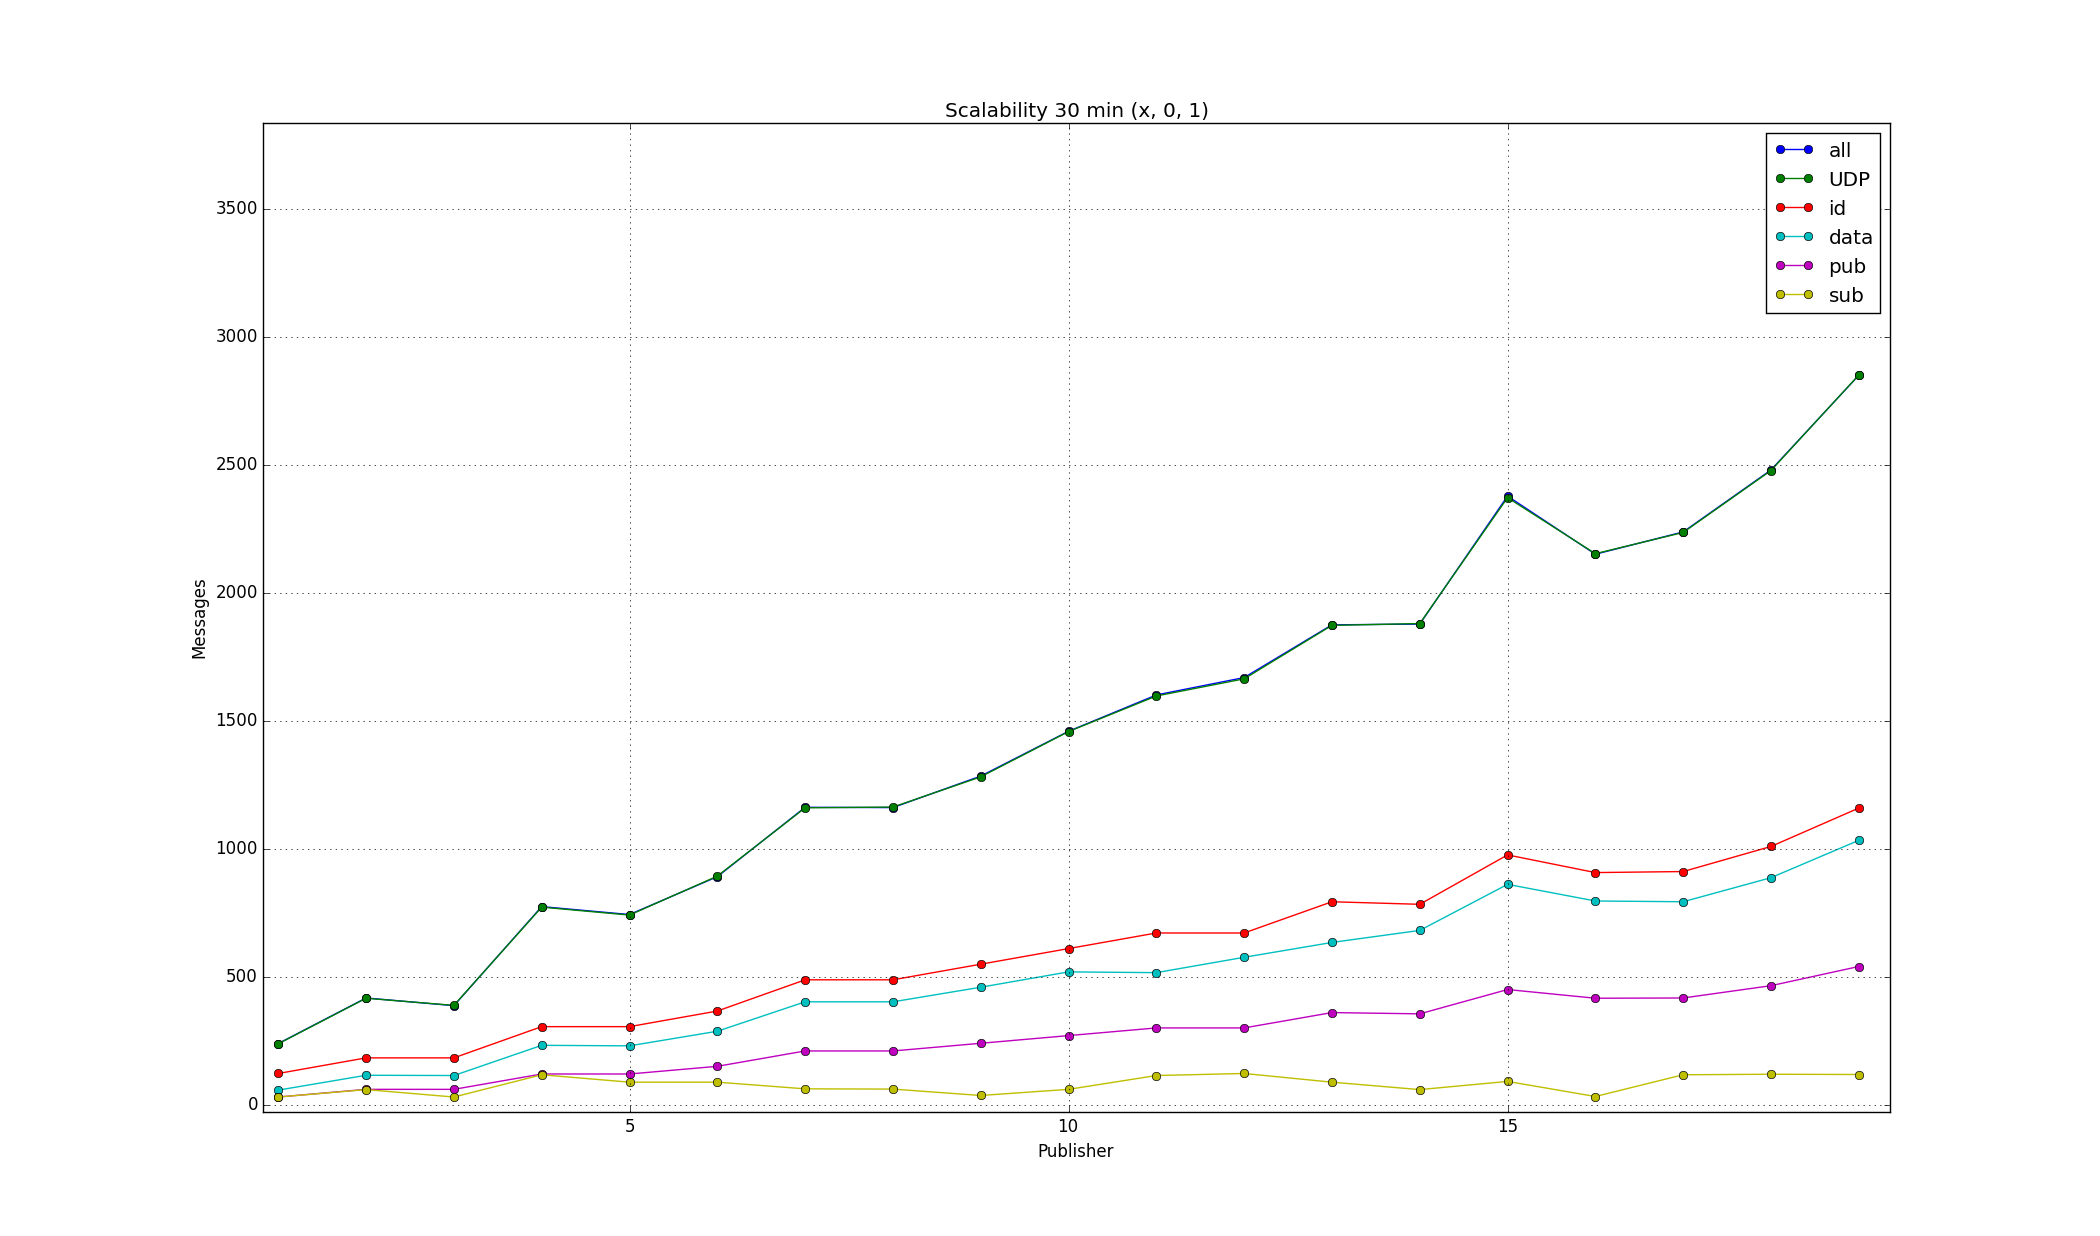 Scalability 30 min (x, 0, 1)
all
UDP
id
data
pub
sub
3500
3000
2500
2000
1500
1000
500
0
Messages
5
10
15
Publisher